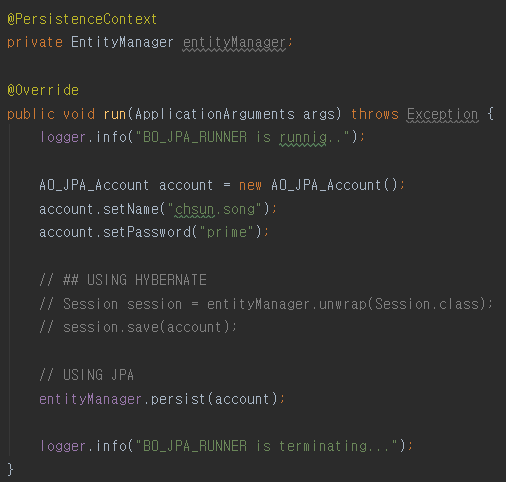 @PersistenceContext
private EntityManager entityManager;
@Override
public void run(ApplicationArguments args) throws Exception {
logger.info("BO_JPA_RUNNER is runnig..");
AO_JPA_Account account = new AO_JPA_Account();
account.setName("chsun.song");
account.setPassword("prime");
// ## USING HYBERNATE
// Session session = entityManager.unwrap(Session.class);
// session.save(account);
// USING JPA
entityManager.persist(account);
logger.info("BO_JPA_RUNNER is terminating...");
}